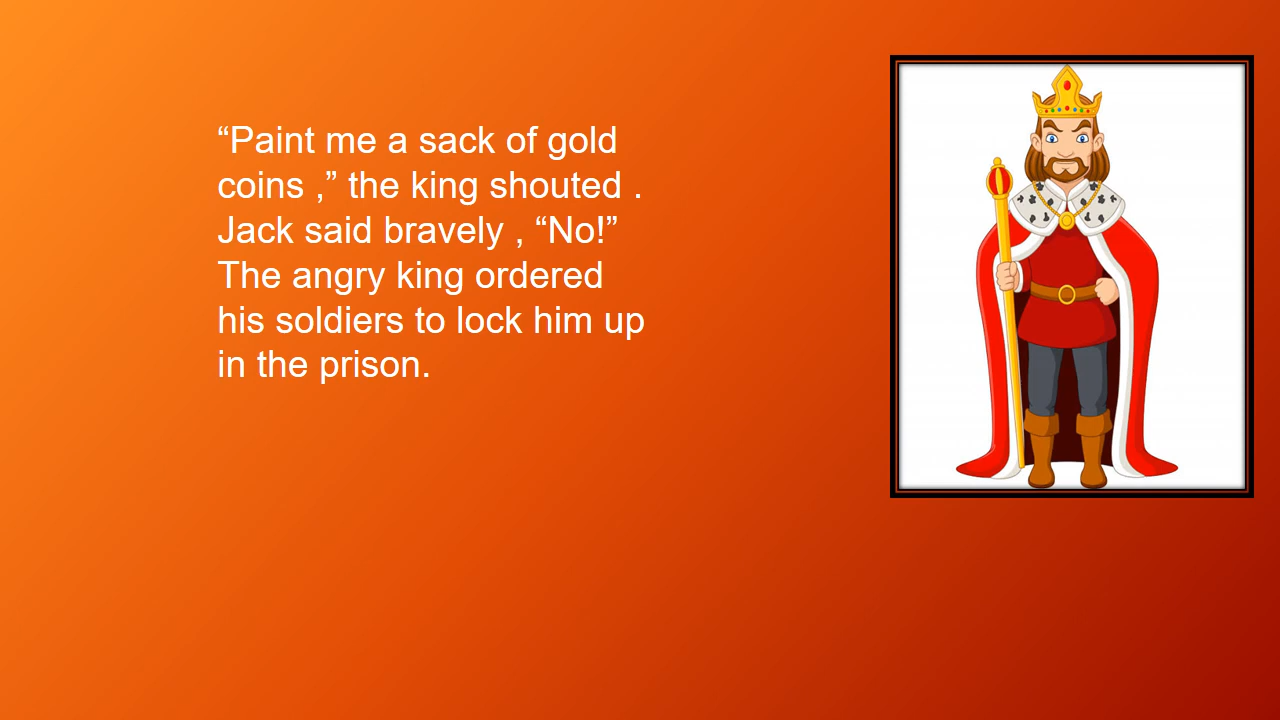 “Paint me a sack of gold
coins ,” the king shouted .
Jack said bravely , “No!”
The angry king ordered
his soldiers to lock him up
in the prison.